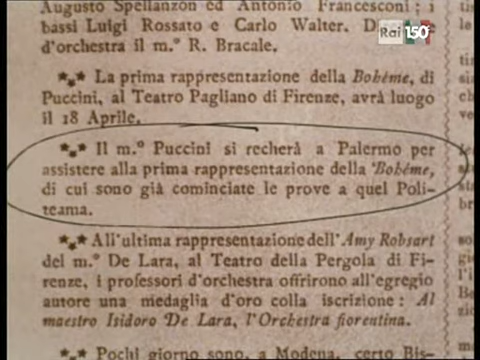 Augusto Spellanzon ed Antonio Francesconi; i
bassi Luigi Rossato e Carlo Walter. D
d'orchestra il m.º R. Bracale.
Rai 150°
*** La prima rappresentazione della Bohème, di
Puccini, al Teatro Pagliano di Firenze, avrà luogo
il 18 Aprile.
*** Il m.º Puccini si recherà a Palermo per
assistere alla prima rappresentazione della Bohème,
di cui sono già cominciate le prove a quel Poli-
teama.
*** All'ultima rappresentazione dell'Amy Robsart
del m.º De Lara, al Teatro della Pergola di Fi-
renze, i professori d'orchestra offrirono all'egregio
autore una medaglia d'oro colla iscrizione: Al
maestro Isidoro De Lara, l'Orchestra fiorentina.
*** Pochi giorno sono, a Modena, certo Bis-